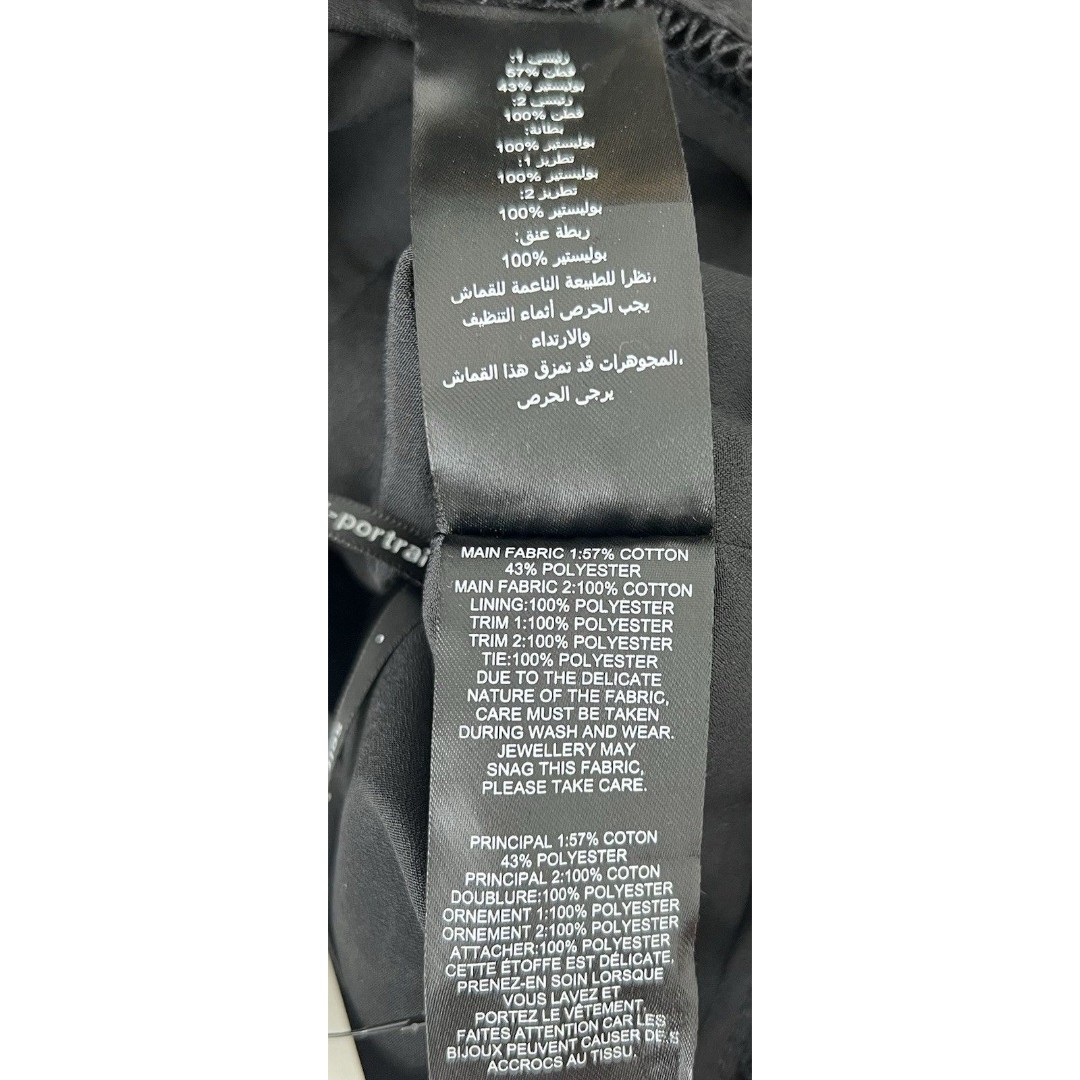 رئيسي 1:
قطن 57%
بوليستير 43%
رئيسي 2:
قطن 100%
بطانة:
بوليستير 100%
تطريز 1:
بوليستير 100%
تطريز 2:
بوليستير 100%
ربطة عنق:
بوليستير 100%
نظرا للطبيعة الناعمة للقماش،
يجب الحرص أثماء التنظيف
والارتداء
المجوهرات قد تمزق هذا القماش،
يرجى الحرص
-portrai
MAIN FABRIC 1:57% COTTON
43% POLYESTER
MAIN FABRIC 2:100% COTTON
LINING:100% POLYESTER
TRIM 1:100% POLYESTER
TRIM 2:100% POLYESTER
TIE:100% POLYESTER
DUE TO THE DELICATE
NATURE OF THE FABRIC,
CARE MUST BE TAKEN
DURING WASH AND WEAR.
JEWELLERY MAY
SNAG THIS FABRIC,
PLEASE TAKE CARE.
PRINCIPAL 1:57% COTON
43% POLYESTER
PRINCIPAL 2:100% COTON
DOUBLURE:100% POLYESTER
ORNEMENT 1:100% POLYESTER
ORNEMENT 2:100% POLYESTER
ATTACHER:100% POLYESTER
CETTE ÉTOFFE EST DÉLICATE,
PRENEZ-EN SOIN LORSQUE
VOUS LAVEZ ET
PORTEZ LE VÊTEMENT,
FAITES ATTENTION CAR LES
BIJOUX PEUVENT CAUSER DES
ACCROCS AU TISSU.